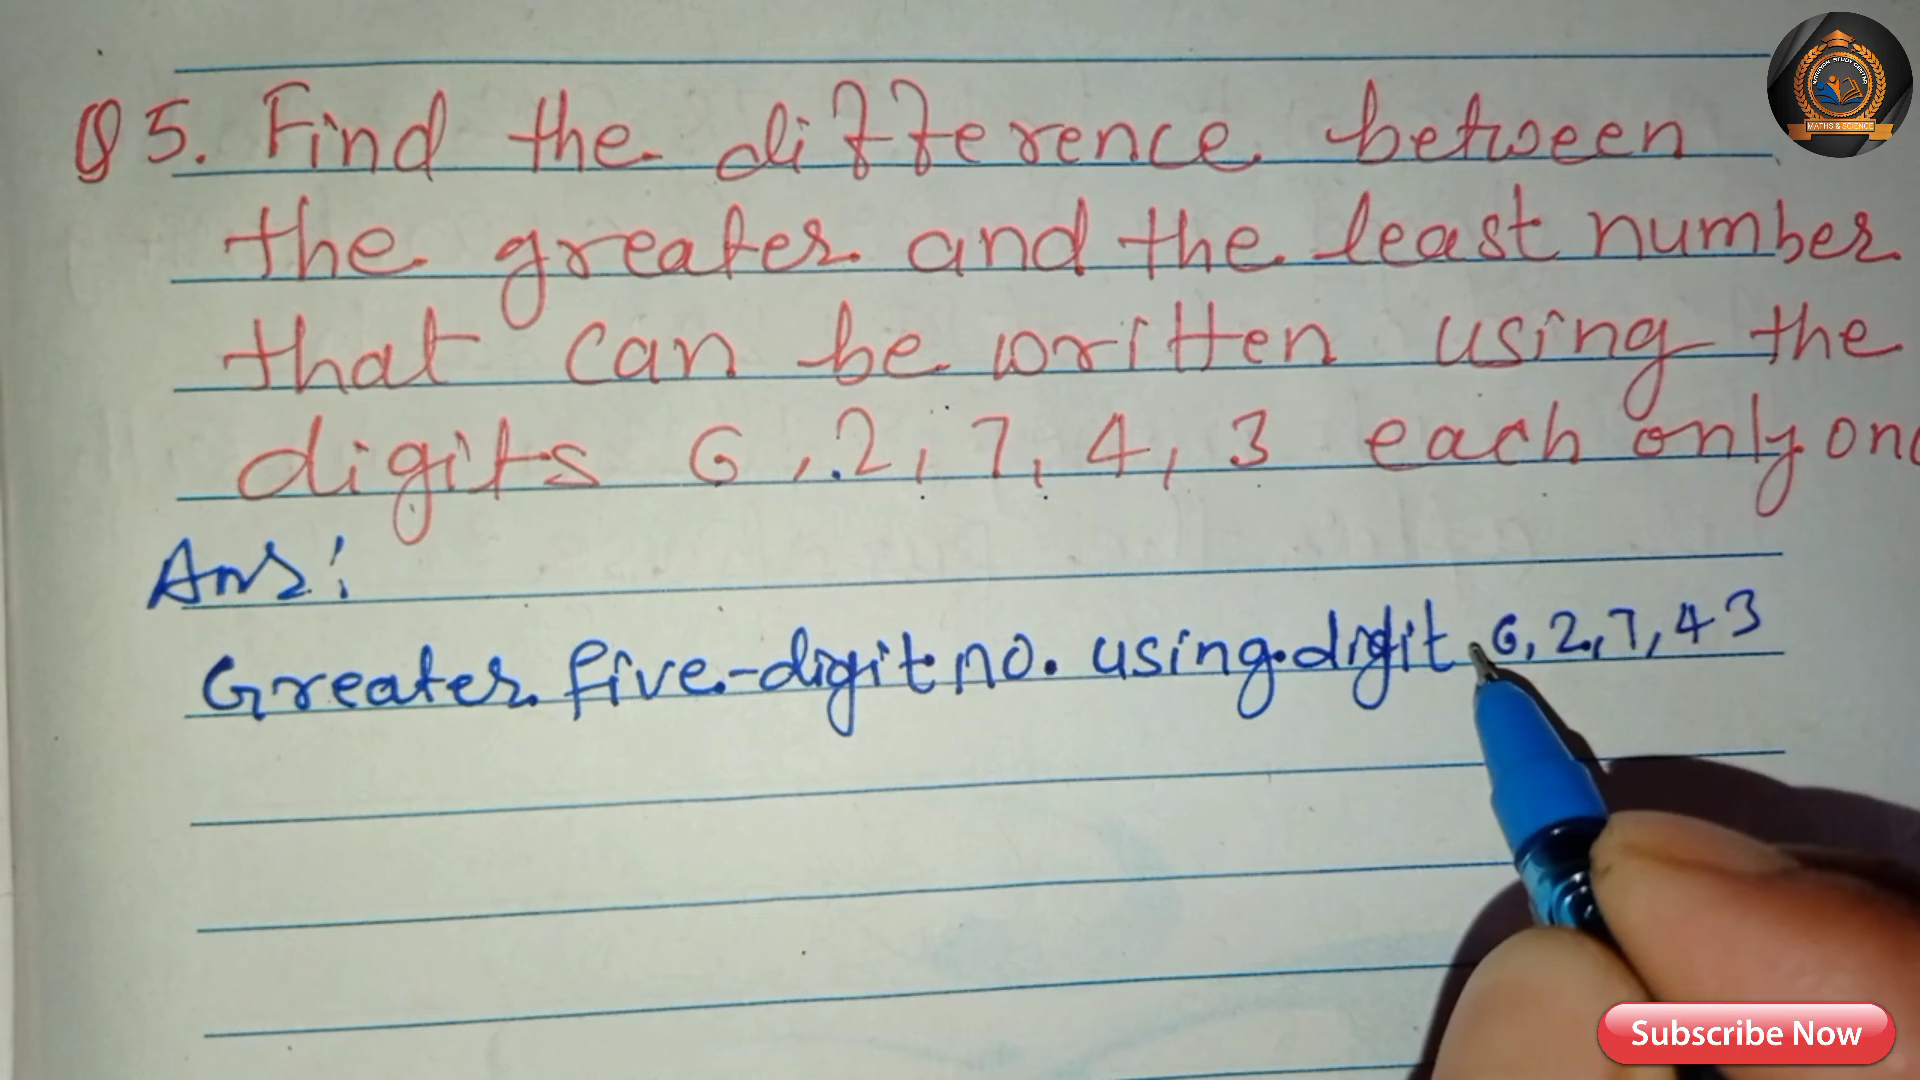 Q5. Find the difference between
the greater and the least number
that can be written using the
digits 6, 2, 7, 4, 3 each only
Ans:
Greater five-digit no. using digit 6, 2, 7, 4 3
MATHS & SCIENCE
Subscribe Now